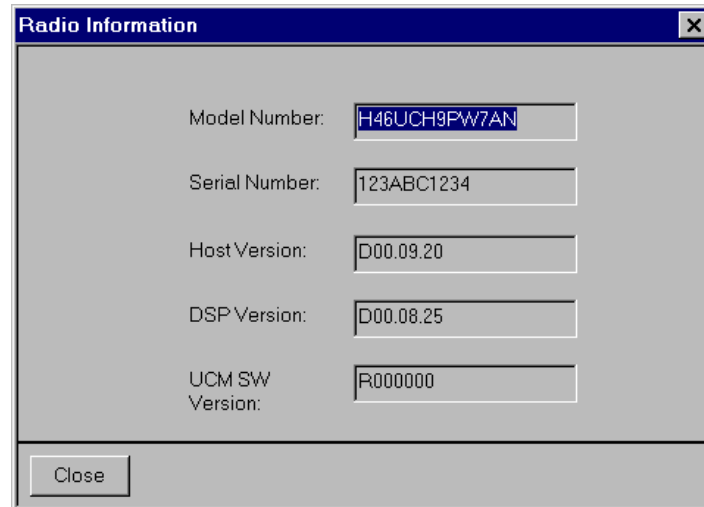 Radio Information
Model Number: H46UCH9PW7AN
Serial Number: 123ABC1234
Host Version: D00.09.20
DSP Version: D00.08.25
UCM SW R000000
Version:
Close